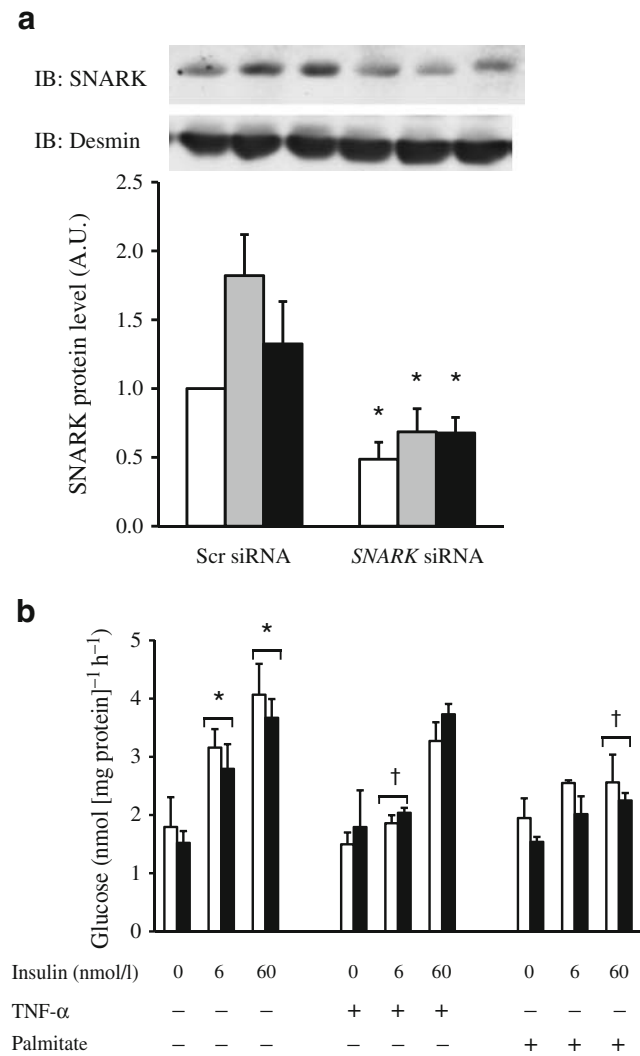 a
IB: SNARK
IB: Desmin
SNARK protein level (A.U.)
2.5
2.0
1.5
1.0
0.5
0.0
* * *
Scr siRNA SNARK siRNA
b
Glucose (nmol [mg protein]⁻¹ h⁻¹)
5
4
3
2
1
0
* * † †
Insulin (nmol/l) 0 6 60 0 6 60 0 6 60
TNF-α – – – + + + – – –
Palmitate – – – – – – + + +